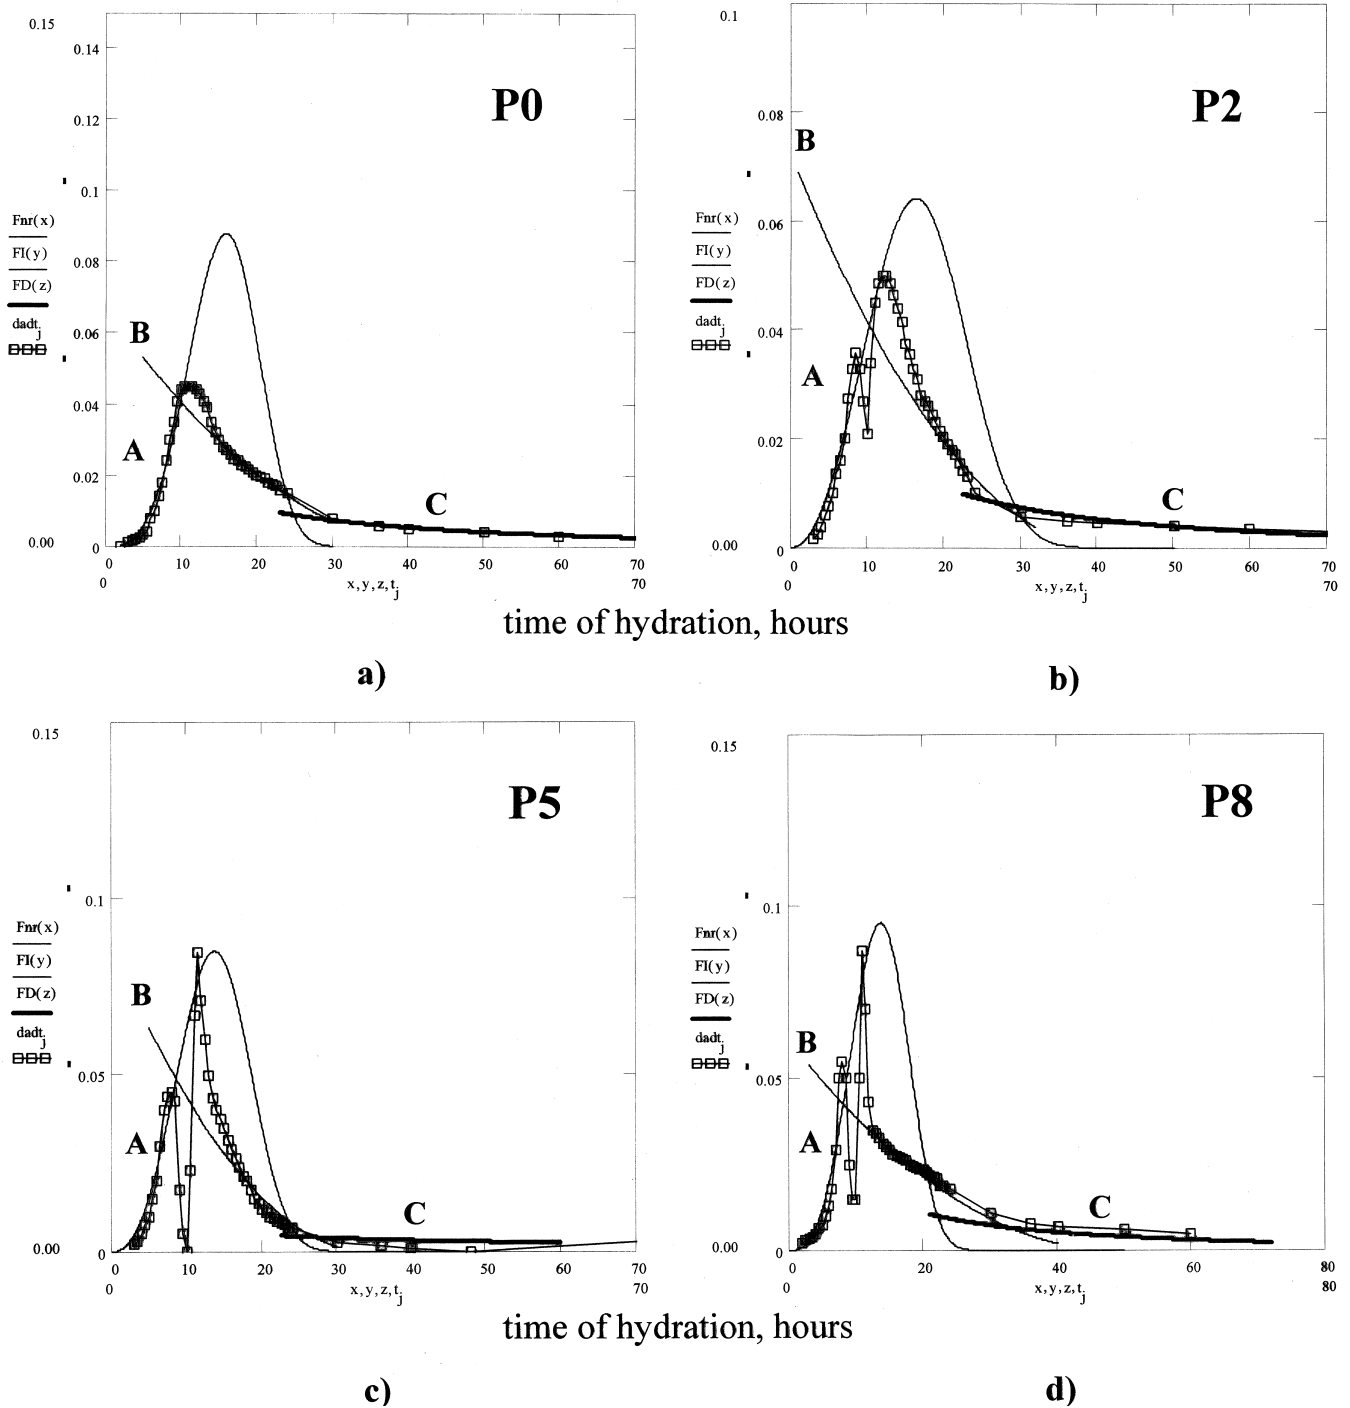 0.15
0.14
P0
0.12
0.1
Fnr(x)
FI(y)
FD(z)
dadt
j
0.08
0.06
B
0.04
A
0.02
C
0.00
0
10
20
30
40
50
60
70
0
x,y,z,t
j
70
0.1
P2
0.08
B
Fnr(x)
FI(y)
FD(z)
dadt
j
0.06
0.04
A
0.02
C
0.00
0
0
10
20
30
40
50
60
70
0
x,y,z,t
j
70
time of hydration, hours
a)
b)
0.15
P5
0.1
Fnr(x)
FI(y)
FD(z)
dadt
j
B
0.05
A
C
0.00
0
0
10
20
30
40
50
60
70
0
x,y,z,t
j
70
0.15
P8
0.1
Fnr(x)
FI(y)
FD(z)
dadt
j
B
0.05
A
C
0.00
0
0
20
40
60
80
0
x,y,z,t
j
80
time of hydration, hours
c)
d)